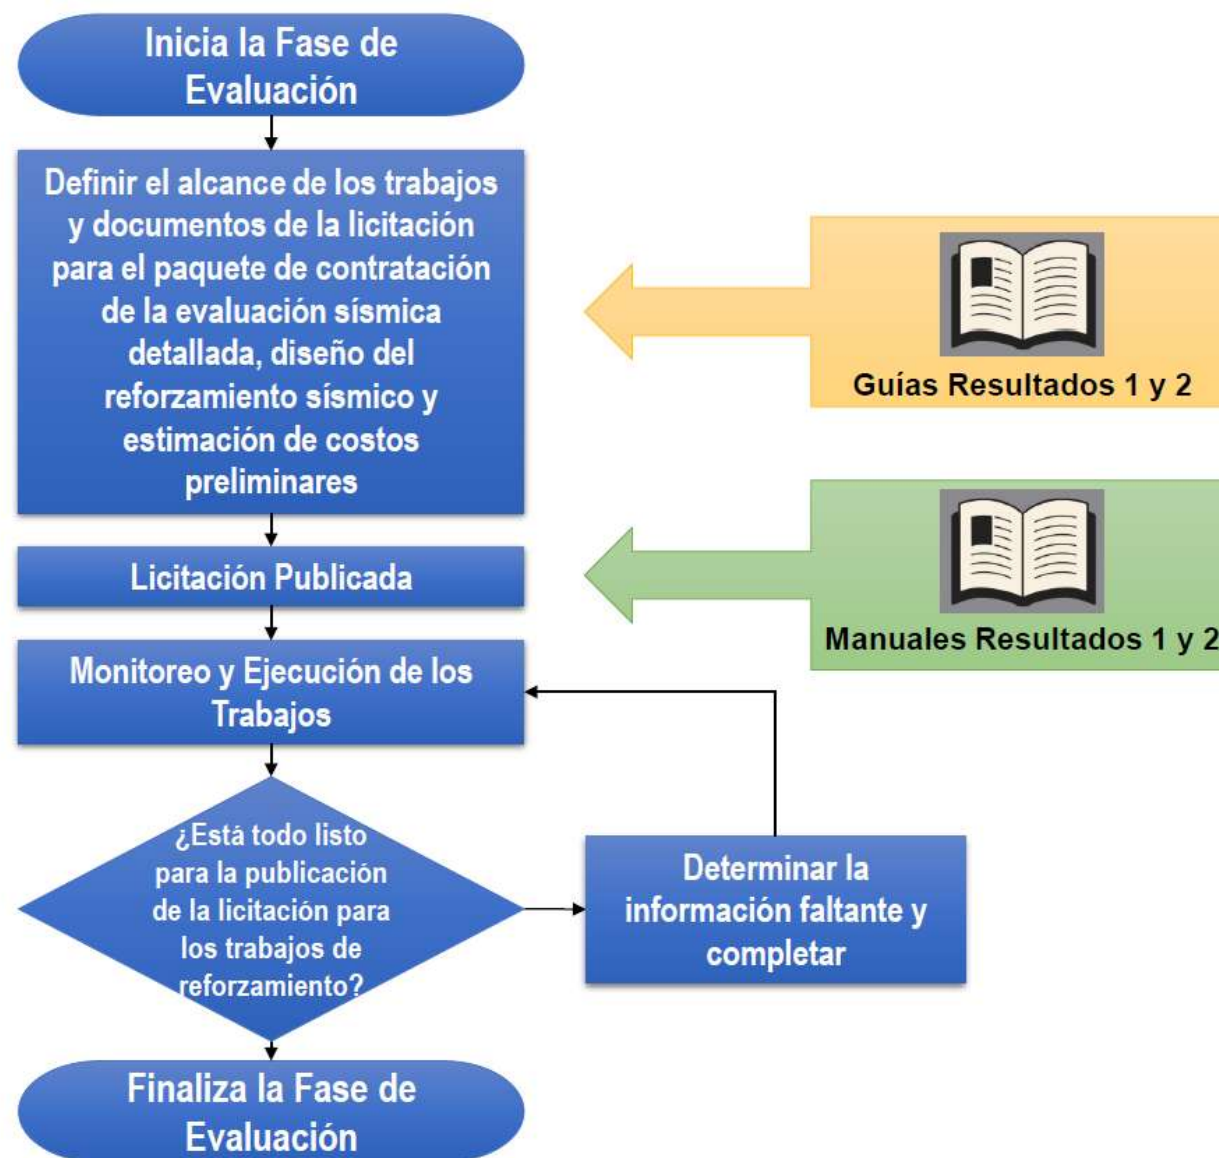 Inicia la Fase de
Evaluación
Definir el alcance de los trabajos
y documentos de la licitación
para el paquete de contratación
de la evaluación sísmica
detallada, diseño del
reforzamiento sísmico y
estimación de costos
preliminares
Guías Resultados 1 y 2
Licitación Publicada
Manuales Resultados 1 y 2
Monitoreo y Ejecución de los
Trabajos
¿Está todo listo
para la publicación
de la licitación para
los trabajos de
reforzamiento?
Determinar la
información faltante y
completar
Finaliza la Fase de
Evaluación